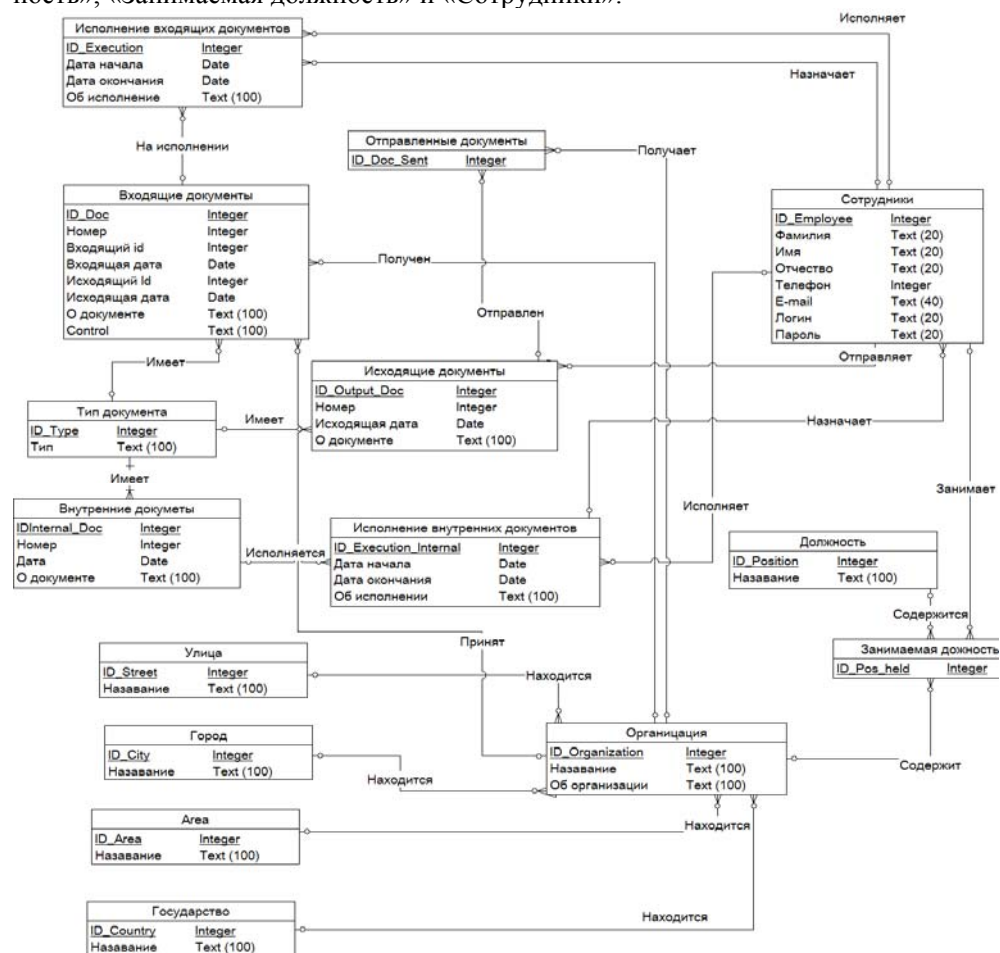 ность», «Занимаемая должность» и «Сотрудники».
Исполняет
Исполнение входящих документов
ID_Execution Integer
Дата начала Date
Дата окончания Date
Об исполнение Text (100)
Назначает
На исполнении
Отправленные документы
ID_Doc_Sent Integer
Получает
Входящие документы
ID_Doc Integer
Номер Integer
Входящий id Integer
Входящая дата Date
Исходящий Id Integer
Исходящая дата Date
О документе Text (100)
Control Text (100)
Сотрудники
ID_Employee Integer
Фамилия Text (20)
Имя Text (20)
Отчество Text (20)
Телефон Integer
E-mail Text (40)
Логин Text (20)
Пароль Text (20)
Получен
Отправлен
Имеет
Отправляет
Исходящие документы
ID_Output_Doc Integer
Номер Integer
Исходящая дата Date
О документе Text (100)
Тип документа
ID_Type Integer
Тип Text (100)
Имеет
Назначает
Имеет
Занимает
Внутренние докуметы
IDInternal_Doc Integer
Номер Integer
Дата Date
О документе Text (100)
Исполняется
Исполнение внутренних документов
ID_Execution_Internal Integer
Дата начала Date
Дата окончания Date
Об исполнении Text (100)
Исполняет
Должность
ID_Position Integer
Назавание Text (100)
Содержится
Занимаемая дожность
ID_Pos_held Integer
Принят
Улица
ID_Street Integer
Назавание Text (100)
Находится
Город
ID_City Integer
Назавание Text (100)
Находится
Органицация
ID_Organization Integer
Назавание Text (100)
Об организации Text (100)
Содержит
Area
ID_Area Integer
Назавание Text (100)
Находится
Государство
ID_Country Integer
Назавание Text (100)
Находится